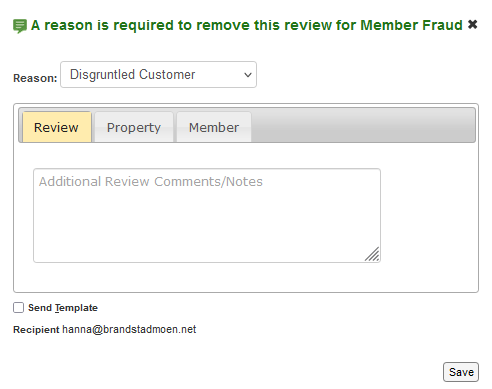 A reason is required to remove this review for Member Fraud ✖
Reason: Disgruntled Customer
Review Property Member
Additional Review Comments/Notes
Send Template
Recipient hanna@brandstadmoen.net
Save